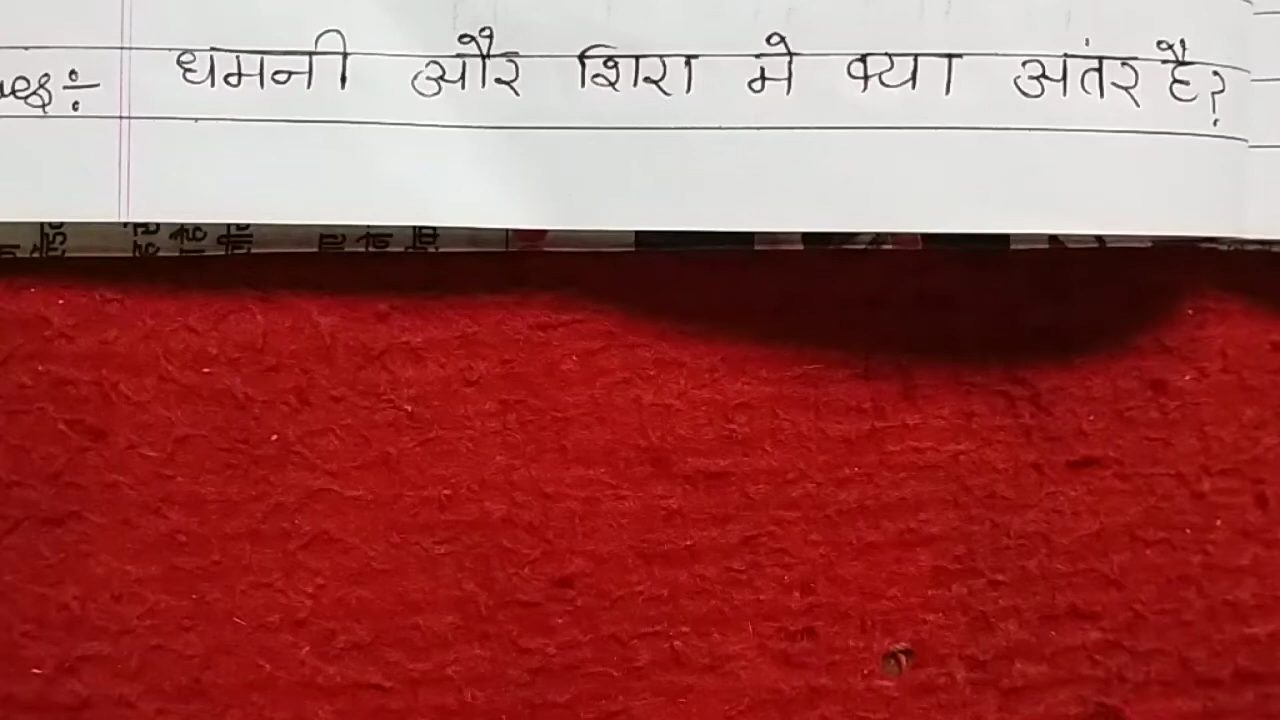 धमनी और शिरा मे क्या अंतर है?